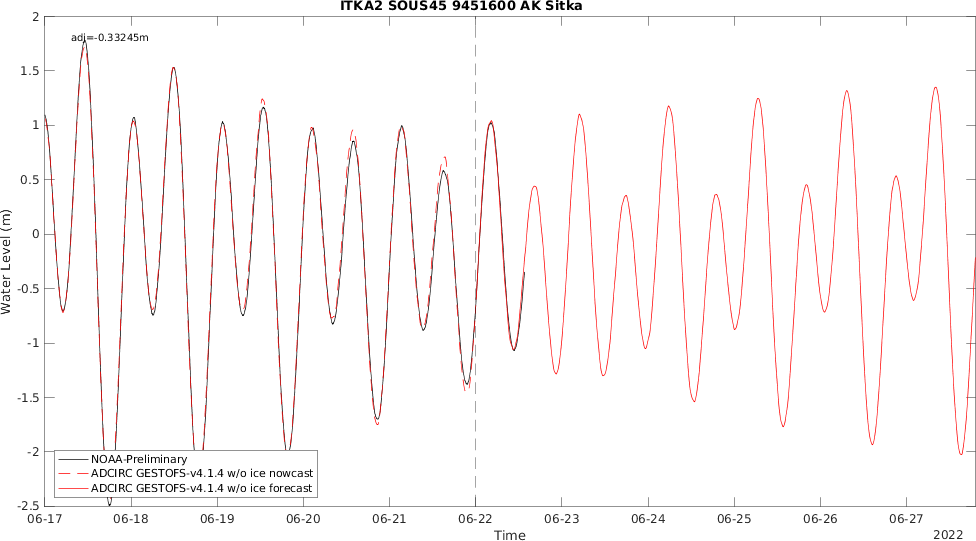 ITKA2 SOUS45 9451600 AK Sitka
adj=-0.33245m
2
1.5
1
0.5
0
-0.5
-1
-1.5
-2
-2.5
Water Level (m)
NOAA-Preliminary
ADCIRC GESTOFS-v4.1.4 w/o ice nowcast
ADCIRC GESTOFS-v4.1.4 w/o ice forecast
06-17 06-18 06-19 06-20 06-21 06-22 06-23 06-24 06-25 06-26 06-27
Time
2022